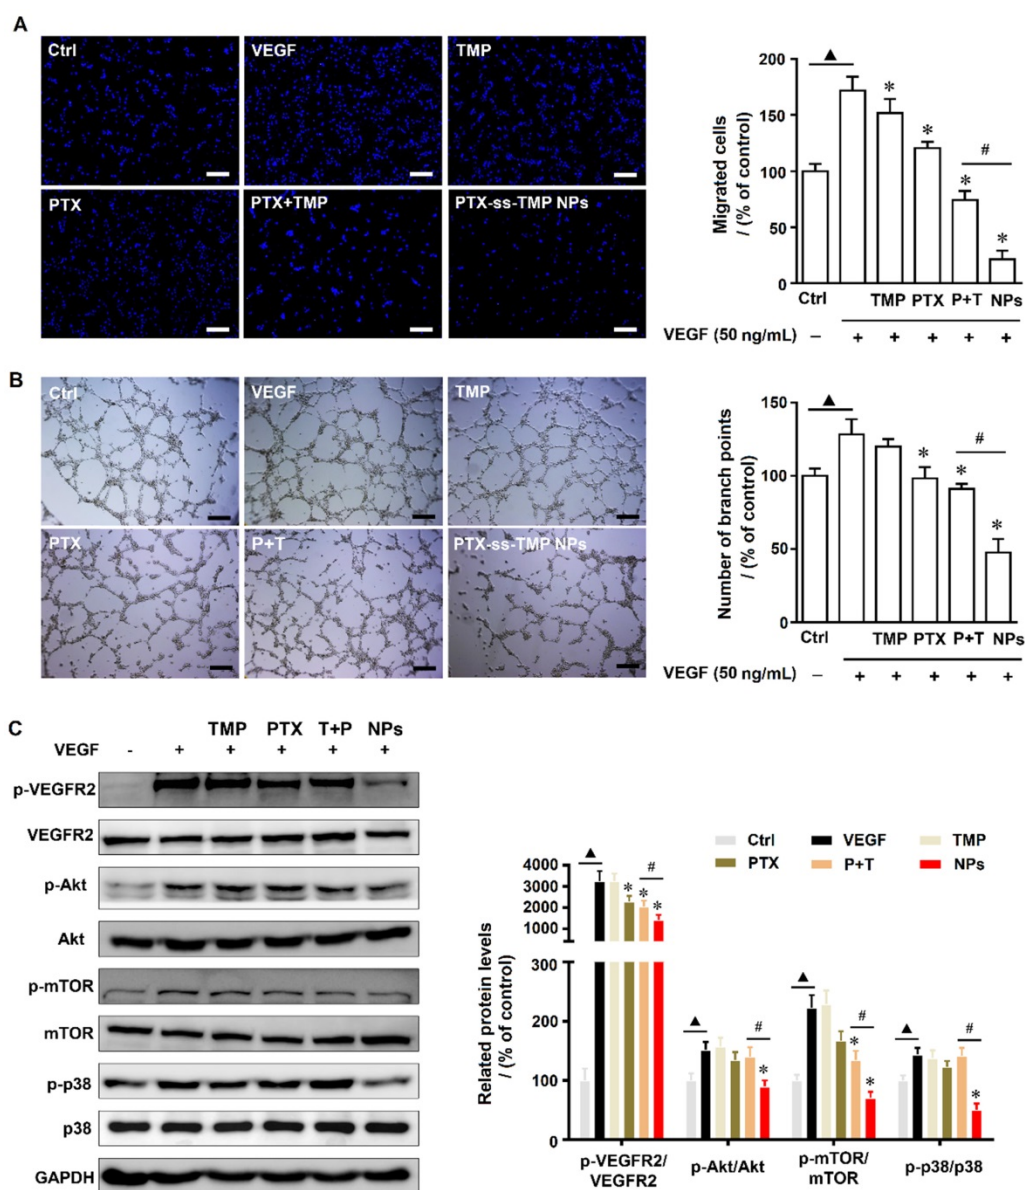 A
Ctrl
VEGF
TMP
PTX
PTX+TMP
PTX-ss-TMP NPs
Migrated cells
/ (% of control)
200
150
100
50
0
▲
*
*
*
#
*
Ctrl TMP PTX P+T NPs
VEGF (50 ng/mL) – + + + + +
B
Ctrl
VEGF
TMP
PTX
P+T
PTX-ss-TMP NPs
Number of branch points
/ (% of control)
150
100
50
0
▲
*
*
#
*
Ctrl TMP PTX P+T NPs
VEGF (50 ng/mL) – + + + + +
C
TMP PTX T+P NPs
VEGF - + + + + +
p-VEGFR2
VEGFR2
p-Akt
Akt
p-mTOR
mTOR
p-p38
p38
GAPDH
Ctrl VEGF TMP
PTX P+T NPs
Related protein levels
/ (% of control)
4000
3000
2000
1000
300
200
100
0
▲ * * # *
▲ # *
▲ * # *
▲ # *
p-VEGFR2/
VEGFR2
p-Akt/Akt
p-mTOR/
mTOR
p-p38/p38